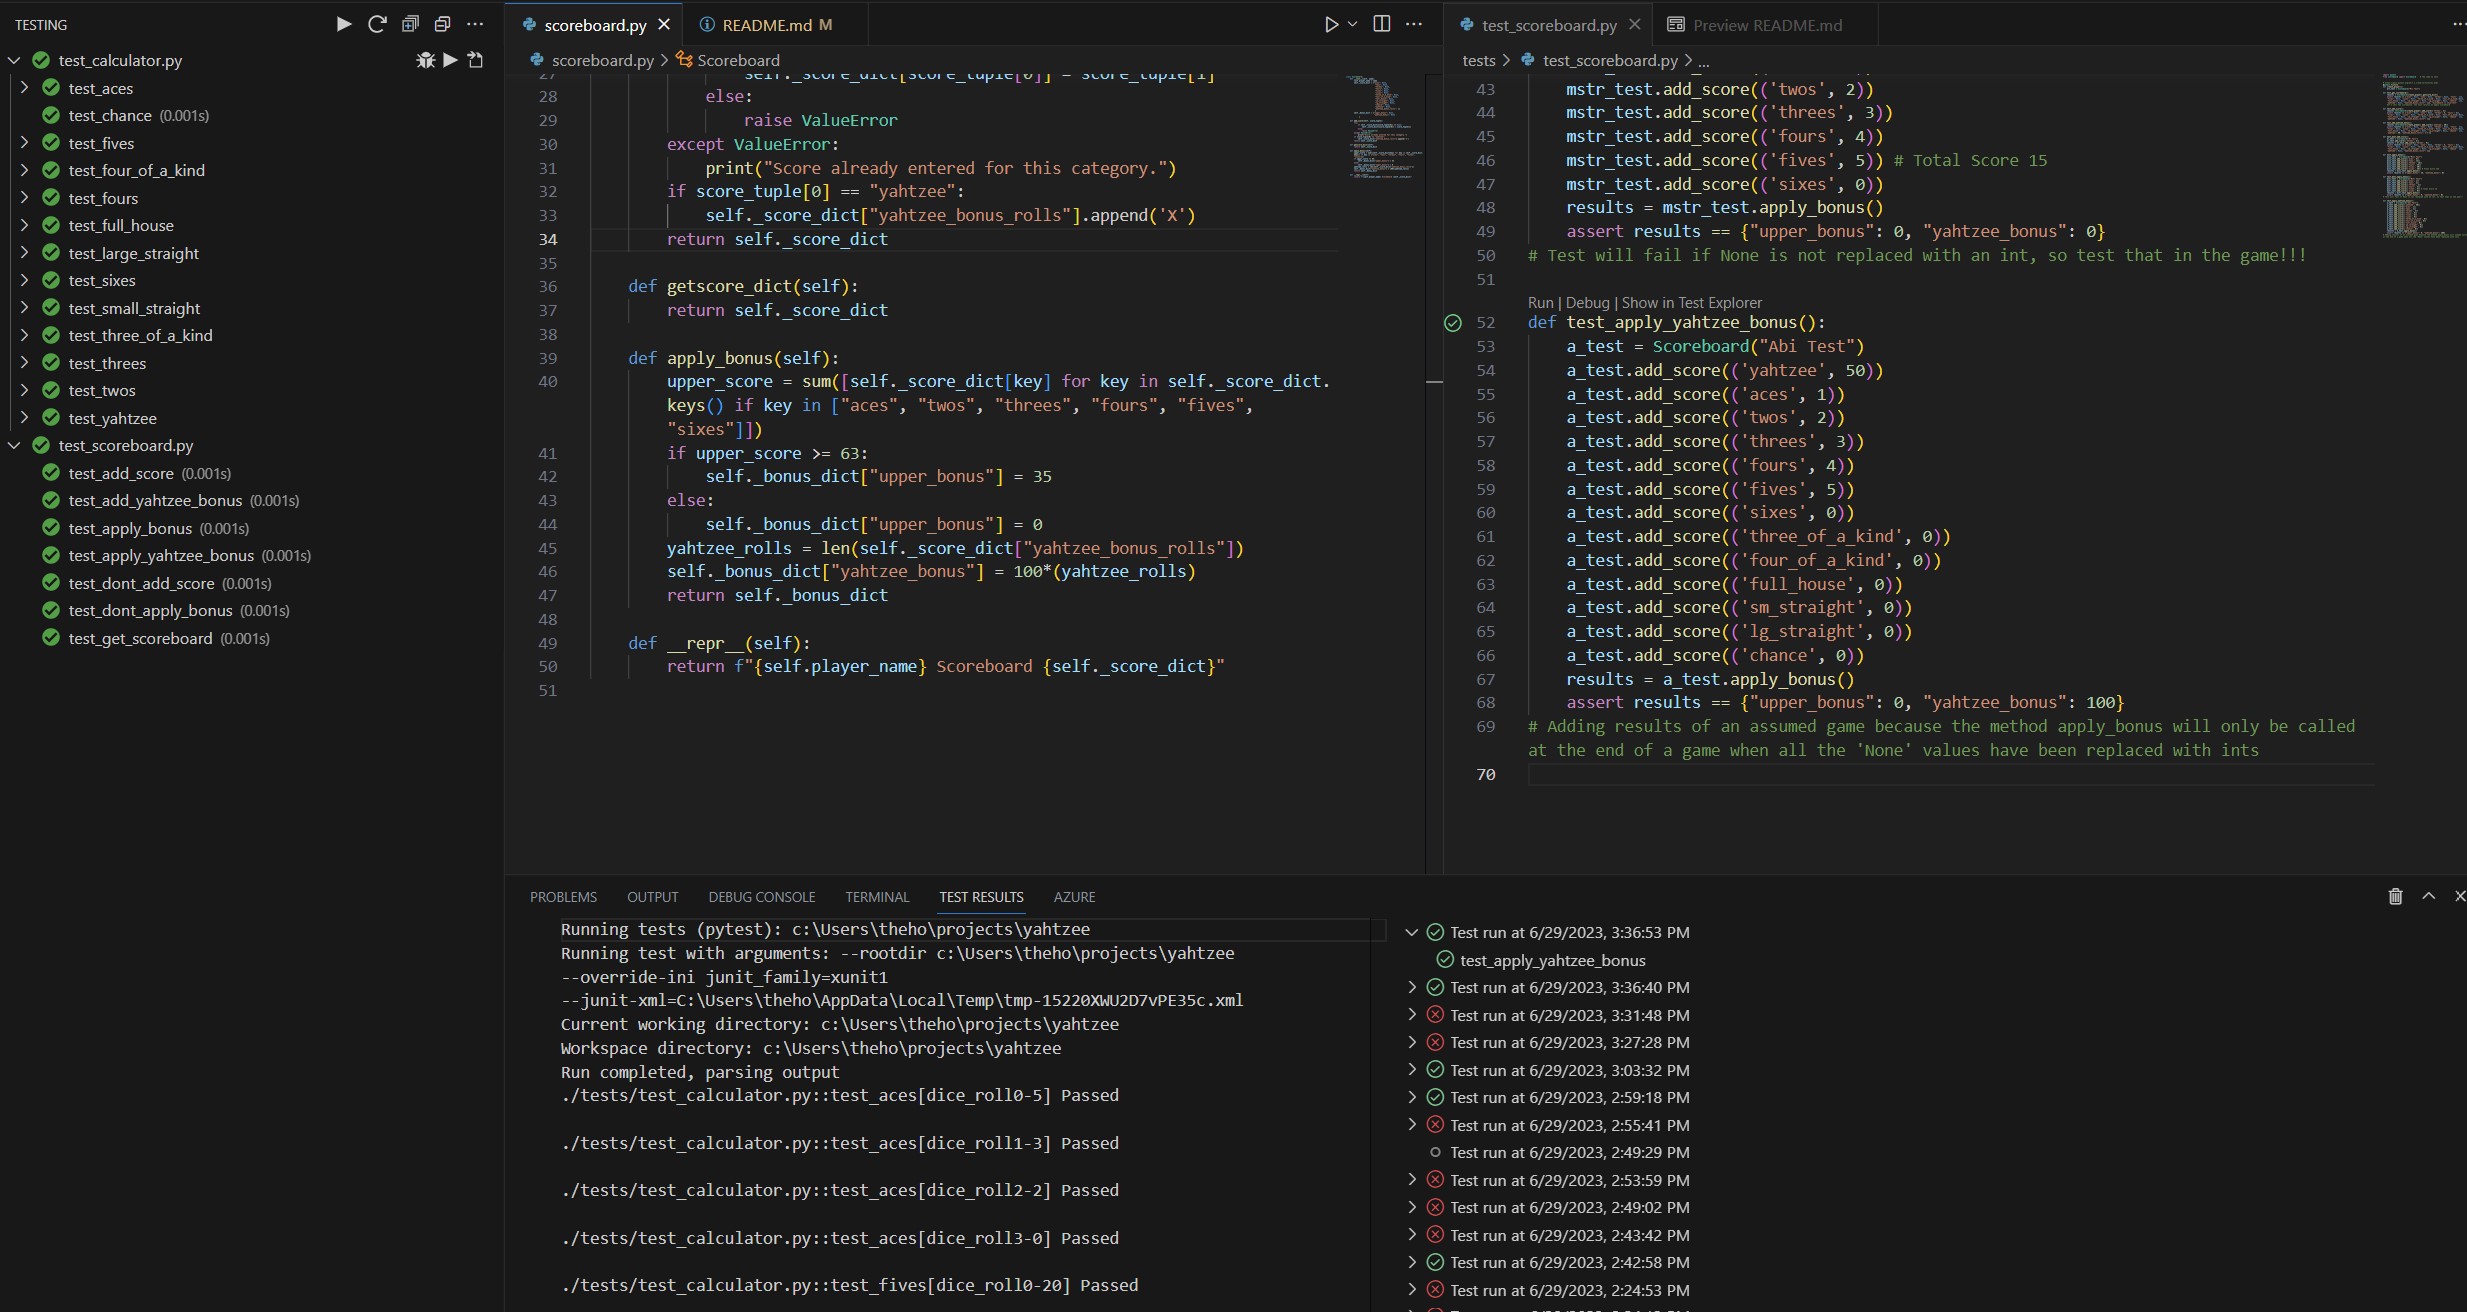 TESTING
test_calculator.py
test_aces
test_chance (0.001s)
test_fives
test_four_of_a_kind
test_fours
test_full_house
test_large_straight
test_sixes
test_small_straight
test_three_of_a_kind
test_threes
test_twos
test_yahtzee
test_scoreboard.py
test_add_score (0.001s)
test_add_yahtzee_bonus (0.001s)
test_apply_bonus (0.001s)
test_apply_yahtzee_bonus (0.001s)
test_dont_add_score (0.001s)
test_dont_apply_bonus (0.001s)
test_get_scoreboard (0.001s)
scoreboard.py
README.md M
scoreboard.py > Scoreboard
27 self._score_dict[score_tuple[0]] = score_tuple[1]
28 else:
29 raise ValueError
30 except ValueError:
31 print("Score already entered for this category.")
32 if score_tuple[0] == "yahtzee":
33 self._score_dict["yahtzee_bonus_rolls"].append('X')
34 return self._score_dict
35
36 def getscore_dict(self):
37 return self._score_dict
38
39 def apply_bonus(self):
40 upper_score = sum([self._score_dict[key] for key in self._score_dict.
keys() if key in ["aces", "twos", "threes", "fours", "fives",
"sixes"]])
41 if upper_score >= 63:
42 self._bonus_dict["upper_bonus"] = 35
43 else:
44 self._bonus_dict["upper_bonus"] = 0
45 yahtzee_rolls = len(self._score_dict["yahtzee_bonus_rolls"])
46 self._bonus_dict["yahtzee_bonus"] = 100*(yahtzee_rolls)
47 return self._bonus_dict
48
49 def __repr__(self):
50 return f"{self.player_name} Scoreboard {self._score_dict}"
51
test_scoreboard.py
Preview README.md
tests > test_scoreboard.py > ...
43 mstr_test.add_score(('twos', 2))
44 mstr_test.add_score(('threes', 3))
45 mstr_test.add_score(('fours', 4))
46 mstr_test.add_score(('fives', 5)) # Total Score 15
47 mstr_test.add_score(('sixes', 0))
48 results = mstr_test.apply_bonus()
49 assert results == {"upper_bonus": 0, "yahtzee_bonus": 0}
50 # Test will fail if None is not replaced with an int, so test that in the game!!!
51
Run | Debug | Show in Test Explorer
52 def test_apply_yahtzee_bonus():
53 a_test = Scoreboard("Abi Test")
54 a_test.add_score(('yahtzee', 50))
55 a_test.add_score(('aces', 1))
56 a_test.add_score(('twos', 2))
57 a_test.add_score(('threes', 3))
58 a_test.add_score(('fours', 4))
59 a_test.add_score(('fives', 5))
60 a_test.add_score(('sixes', 0))
61 a_test.add_score(('three_of_a_kind', 0))
62 a_test.add_score(('four_of_a_kind', 0))
63 a_test.add_score(('full_house', 0))
64 a_test.add_score(('sm_straight', 0))
65 a_test.add_score(('lg_straight', 0))
66 a_test.add_score(('chance', 0))
67 results = a_test.apply_bonus()
68 assert results == {"upper_bonus": 0, "yahtzee_bonus": 100}
69 # Adding results of an assumed game because the method apply_bonus will only be called
at the end of a game when all the 'None' values have been replaced with ints
70
PROBLEMS OUTPUT DEBUG CONSOLE TERMINAL TEST RESULTS AZURE
Running tests (pytest): c:\Users\theho\projects\yahtzee
Running test with arguments: --rootdir c:\Users\theho\projects\yahtzee
--override-ini junit_family=xunit1
--junit-xml=C:\Users\theho\AppData\Local\Temp\tmp-15220XWU2D7vPE35c.xml
Current working directory: c:\Users\theho\projects\yahtzee
Workspace directory: c:\Users\theho\projects\yahtzee
Run completed, parsing output
./tests/test_calculator.py::test_aces[dice_roll0-5] Passed
./tests/test_calculator.py::test_aces[dice_roll1-3] Passed
./tests/test_calculator.py::test_aces[dice_roll2-2] Passed
./tests/test_calculator.py::test_aces[dice_roll3-0] Passed
./tests/test_calculator.py::test_fives[dice_roll0-20] Passed
Test run at 6/29/2023, 3:36:53 PM
test_apply_yahtzee_bonus
Test run at 6/29/2023, 3:36:40 PM
Test run at 6/29/2023, 3:31:48 PM
Test run at 6/29/2023, 3:27:28 PM
Test run at 6/29/2023, 3:03:32 PM
Test run at 6/29/2023, 2:59:18 PM
Test run at 6/29/2023, 2:55:41 PM
Test run at 6/29/2023, 2:49:29 PM
Test run at 6/29/2023, 2:53:59 PM
Test run at 6/29/2023, 2:49:02 PM
Test run at 6/29/2023, 2:43:42 PM
Test run at 6/29/2023, 2:42:58 PM
Test run at 6/29/2023, 2:24:53 PM